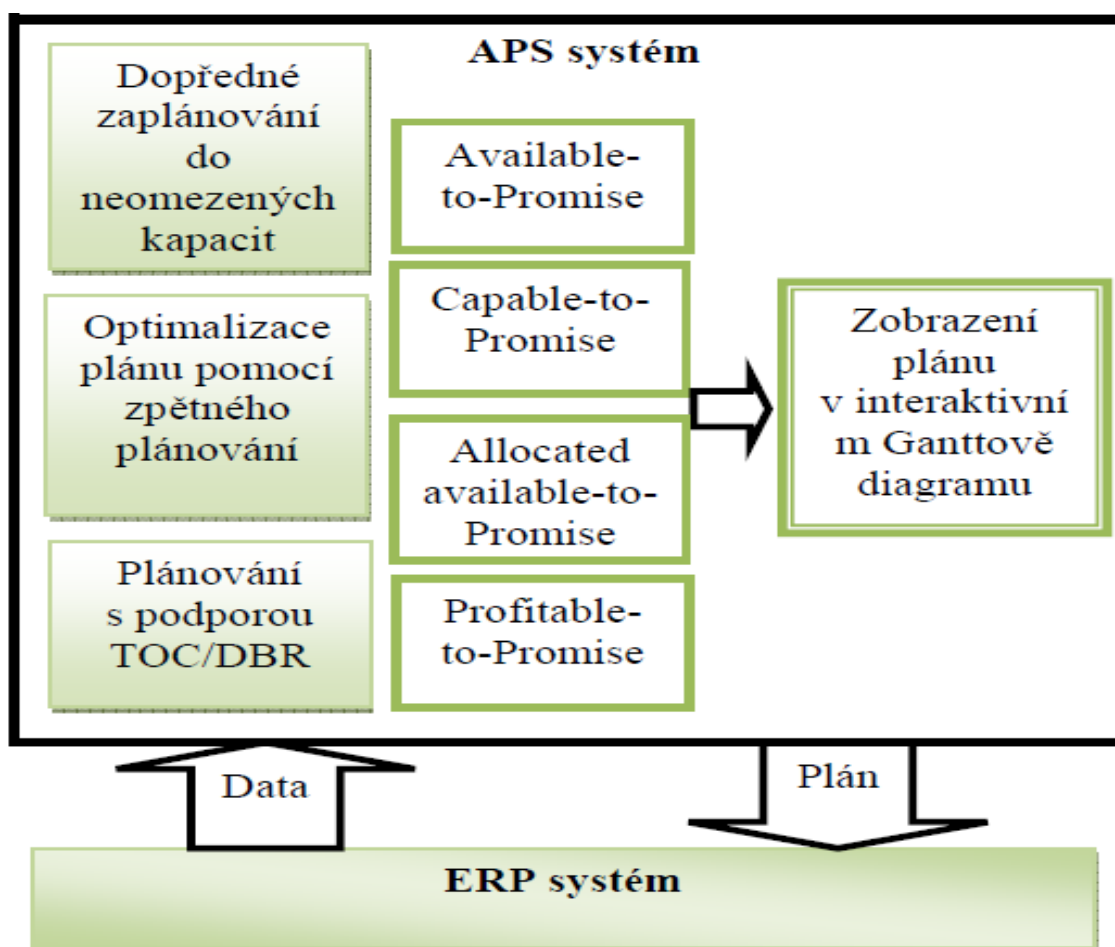 APS systém
Dopředné
zaplánování
do
neomezených
kapacit
Optimalizace
plánu pomocí
zpětného
plánování
Plánování
s podporou
TOC/DBR
Available-
to-Promise
Capable-to-
Promise
Allocated
available-to-
Promise
Profitable-
to-Promise
Zobrazení
plánu
v interaktivní
m Ganttově
diagramu
Data
Plán
ERP systém